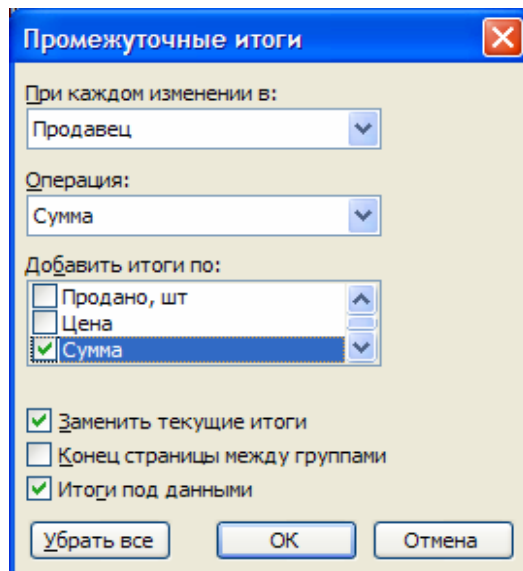 Промежуточные итоги
При каждом изменении в:
Продавец
Операция:
Сумма
Добавить итоги по:
Продано, шт
Цена
Сумма
Заменить текущие итоги
Конец страницы между группами
Итоги под данными
Убрать все ОК Отмена